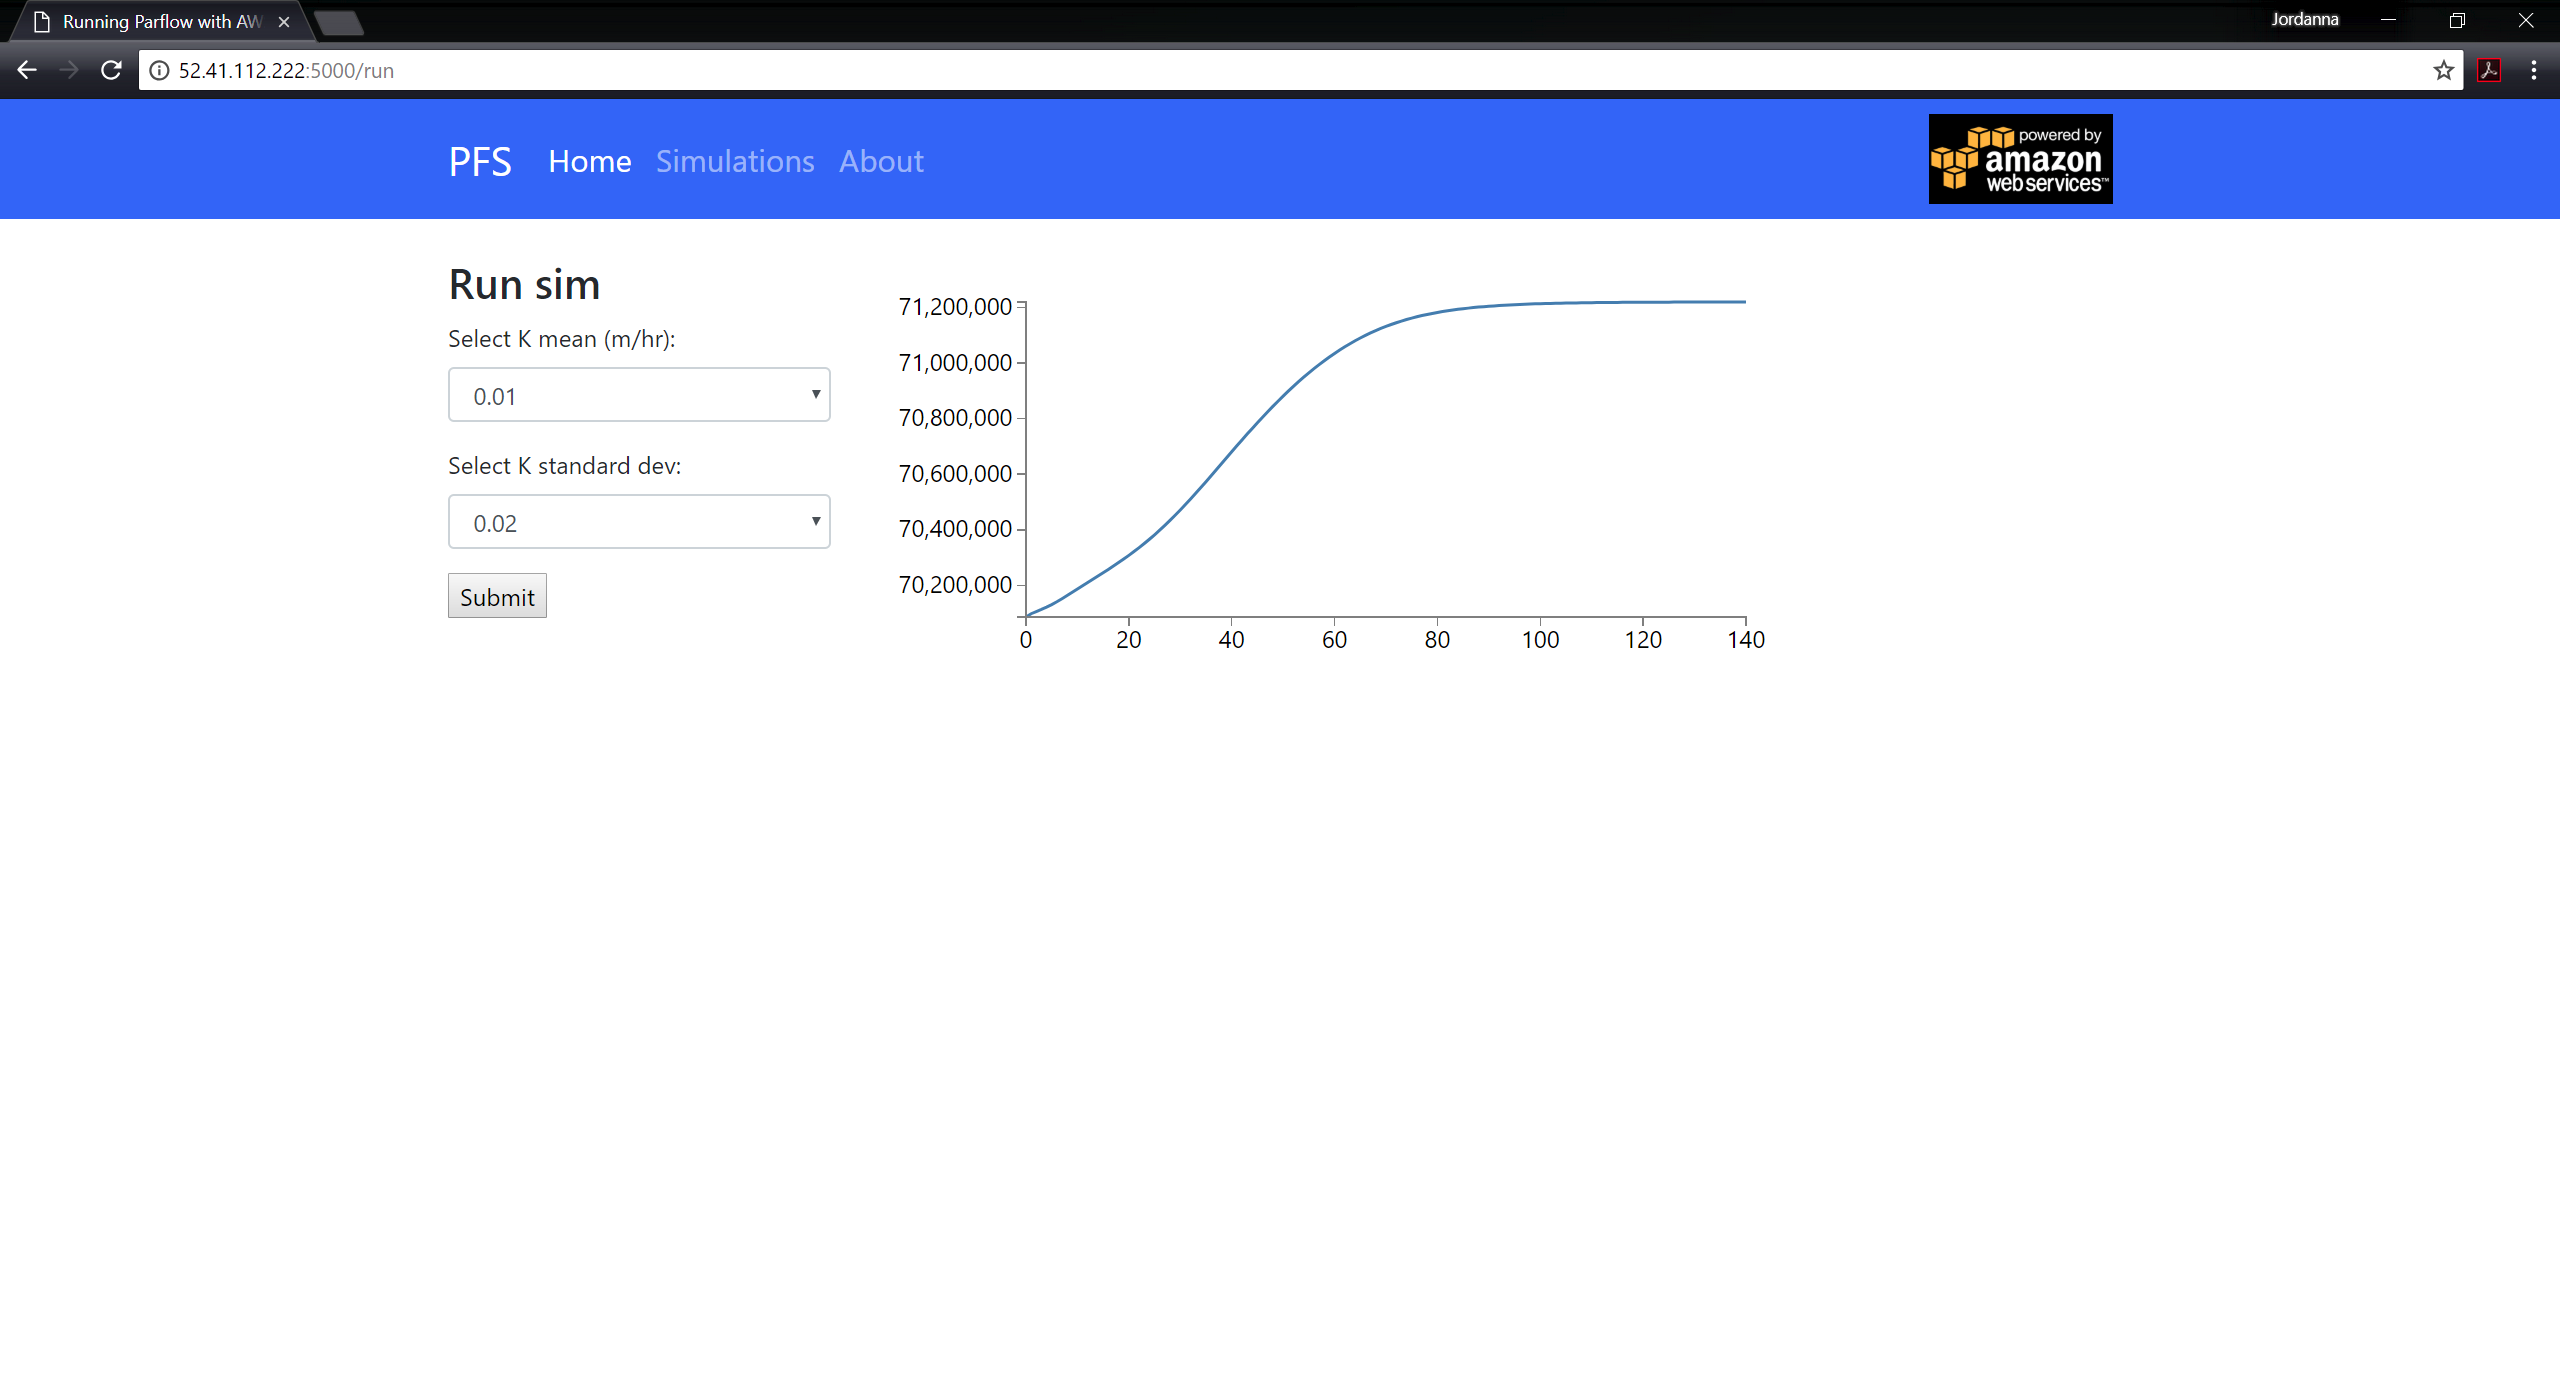 Running Parflow with AW
Jordanna
52.41.112.222:5000/run
PFS Home Simulations About
powered by
amazon
webservices™
Run sim
Select K mean (m/hr):
0.01
Select K standard dev:
0.02
Submit
71,200,000
71,000,000
70,800,000
70,600,000
70,400,000
70,200,000
0 20 40 60 80 100 120 140